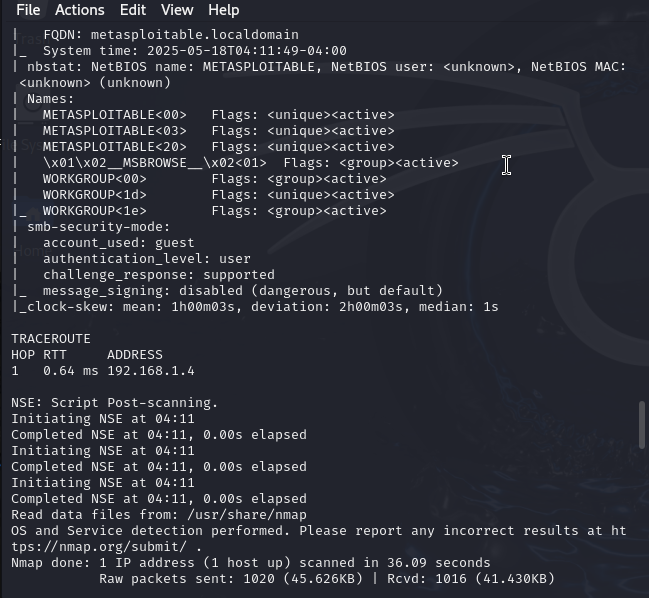 File Actions Edit View Help
|   FQDN: metasploitable.localdomain
|_  System time: 2025-05-18T04:11:49-04:00
| nbstat: NetBIOS name: METASPLOITABLE, NetBIOS user: <unknown>, NetBIOS MAC:
<unknown> (unknown)
| Names:
|   METASPLOITABLE<00>   Flags: <unique><active>
|   METASPLOITABLE<03>   Flags: <unique><active>
|   METASPLOITABLE<20>   Flags: <unique><active>
|   \x01\x02__MSBROWSE__\x02<01>  Flags: <group><active>
|   WORKGROUP<00>        Flags: <group><active>
|   WORKGROUP<1d>        Flags: <unique><active>
|_  WORKGROUP<1e>        Flags: <group><active>
| smb-security-mode:
|   account_used: guest
|   authentication_level: user
|   challenge_response: supported
|_  message_signing: disabled (dangerous, but default)
|_clock-skew: mean: 1h00m03s, deviation: 2h00m03s, median: 1s
TRACEROUTE
HOP RTT     ADDRESS
1   0.64 ms 192.168.1.4
NSE: Script Post-scanning.
Initiating NSE at 04:11
Completed NSE at 04:11, 0.00s elapsed
Initiating NSE at 04:11
Completed NSE at 04:11, 0.00s elapsed
Initiating NSE at 04:11
Completed NSE at 04:11, 0.00s elapsed
Read data files from: /usr/share/nmap
OS and Service detection performed. Please report any incorrect results at ht
tps://nmap.org/submit/ .
Nmap done: 1 IP address (1 host up) scanned in 36.09 seconds
           Raw packets sent: 1020 (45.626KB) | Rcvd: 1016 (41.430KB)